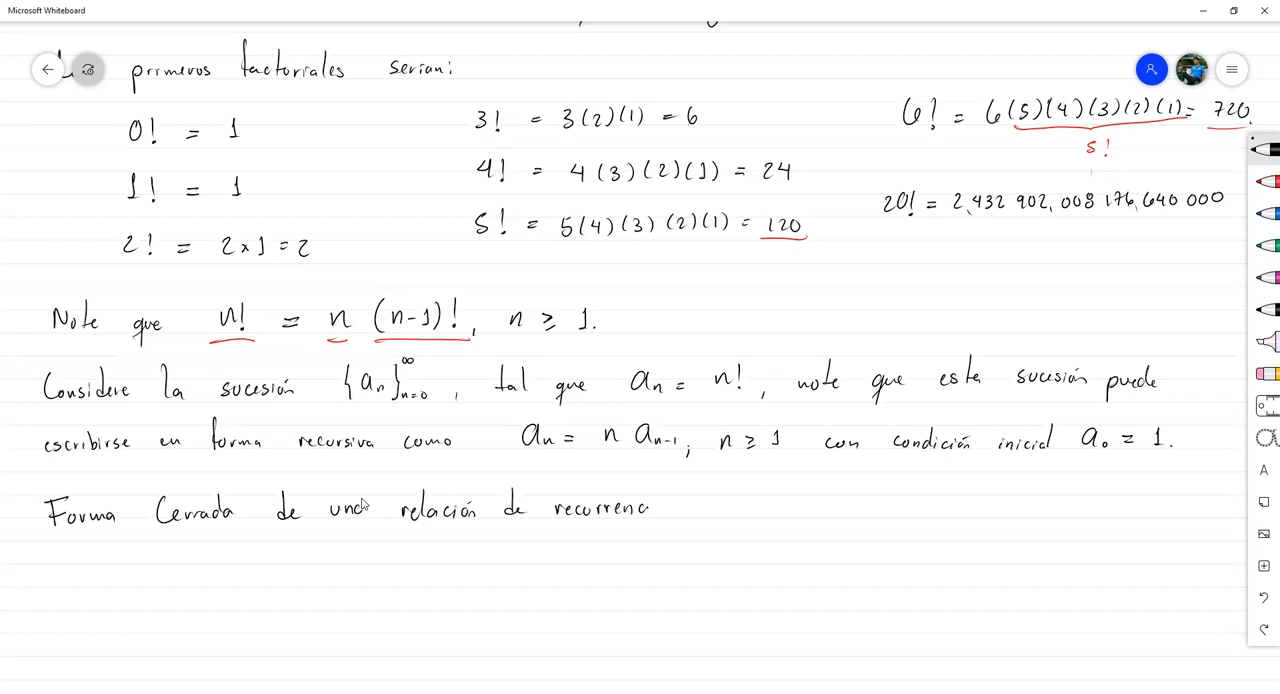 Microsoft Whiteboard
primeros factoriales serían:
0! = 1
1! = 1
2! = 2 x 1 = 2
3! = 3(2)(1) = 6
4! = 4(3)(2)(1) = 24
5! = 5(4)(3)(2)(1) = 120
6! = 6(5)(4)(3)(2)(1) = 720.
5!
20! = 2,432 902,008 176,640 000
Note que n! = n (n-1)!, n ≥ 1.
Considere la sucesión {an}∞n=0, tal que an = n!, note que esta sucesión puede
escribirse en forma recursiva como an = n an-1; n ≥ 1 con condición inicial a0 = 1.
Forma Cerrada de una relación de recurrenc
A